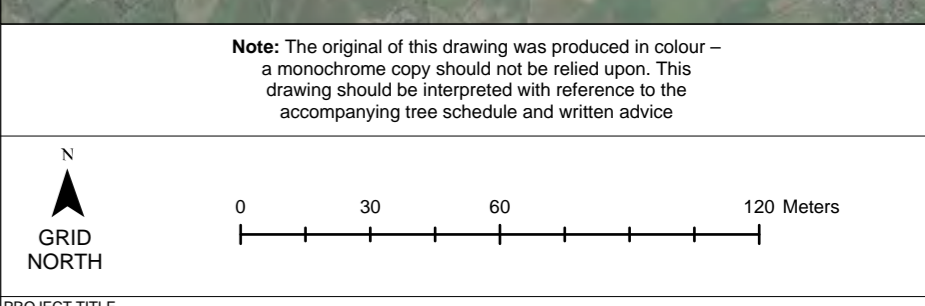 Note: The original of this drawing was produced in colour –
a monochrome copy should not be relied upon. This
drawing should be interpreted with reference to the
accompanying tree schedule and written advice
N
GRID
NORTH
0 30 60 120 Meters
PROJECT TITLE